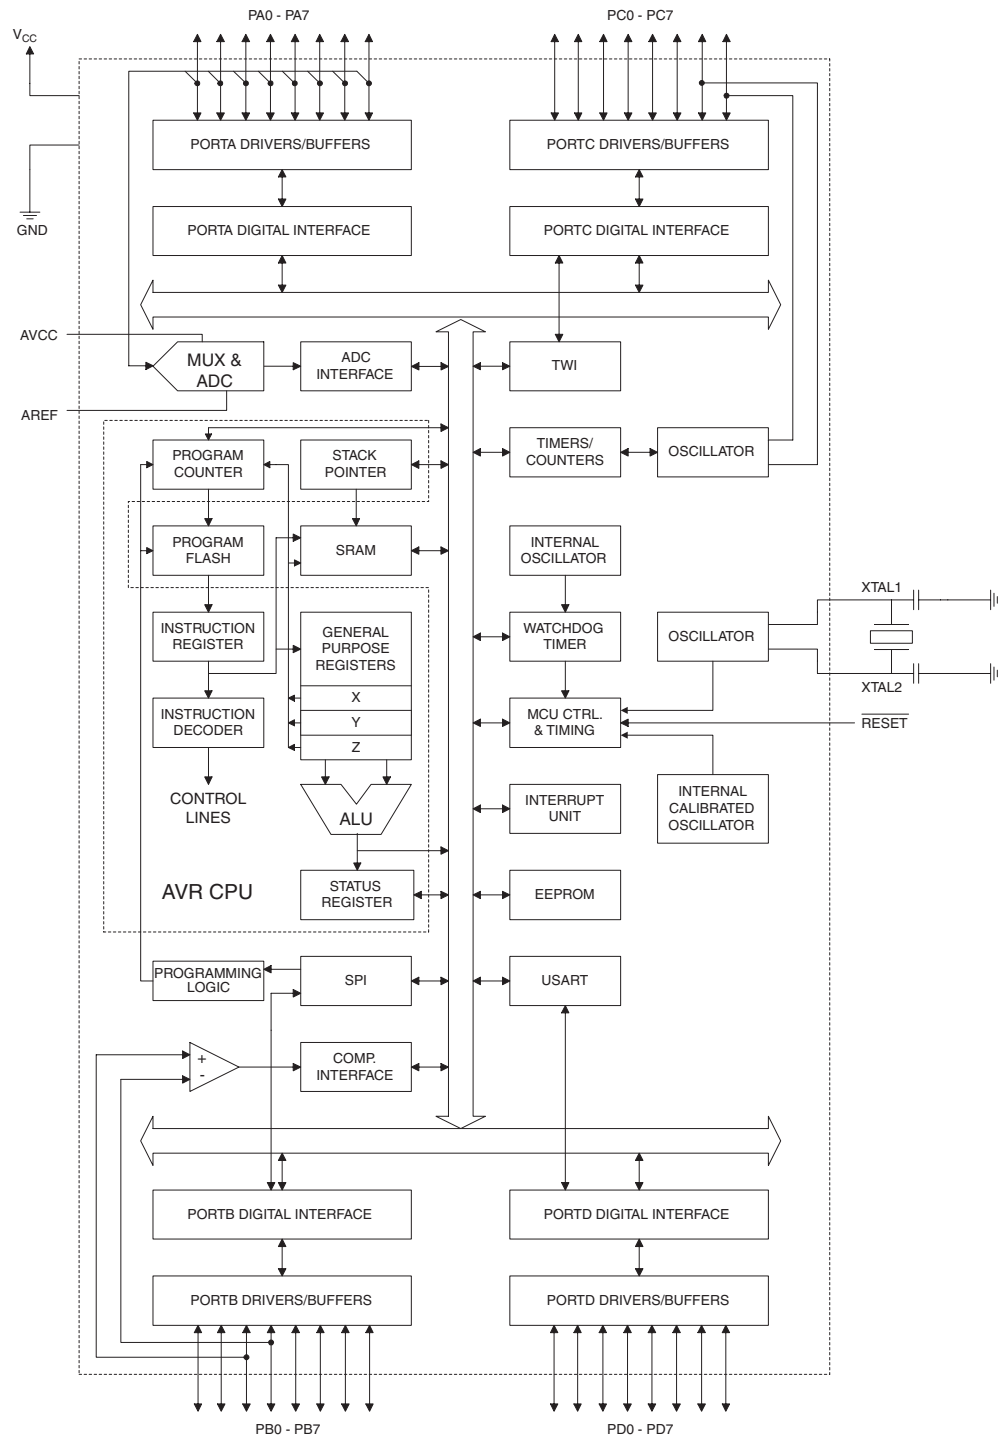 PA0 - PA7
PC0 - PC7
VCC
PORTA DRIVERS/BUFFERS
PORTC DRIVERS/BUFFERS
GND
PORTA DIGITAL INTERFACE
PORTC DIGITAL INTERFACE
AVCC
MUX &
ADC
ADC
INTERFACE
TWI
AREF
PROGRAM
COUNTER
STACK
POINTER
TIMERS/
COUNTERS
OSCILLATOR
PROGRAM
FLASH
SRAM
INTERNAL
OSCILLATOR
XTAL1
INSTRUCTION
REGISTER
GENERAL
PURPOSE
REGISTERS
WATCHDOG
TIMER
OSCILLATOR
XTAL2
X
Y
Z
INSTRUCTION
DECODER
MCU CTRL.
& TIMING
RESET
CONTROL
LINES
ALU
INTERRUPT
UNIT
INTERNAL
CALIBRATED
OSCILLATOR
AVR CPU
STATUS
REGISTER
EEPROM
PROGRAMMING
LOGIC
SPI
USART
+
-
COMP.
INTERFACE
PORTB DIGITAL INTERFACE
PORTD DIGITAL INTERFACE
PORTB DRIVERS/BUFFERS
PORTD DRIVERS/BUFFERS
PB0 - PB7
PD0 - PD7